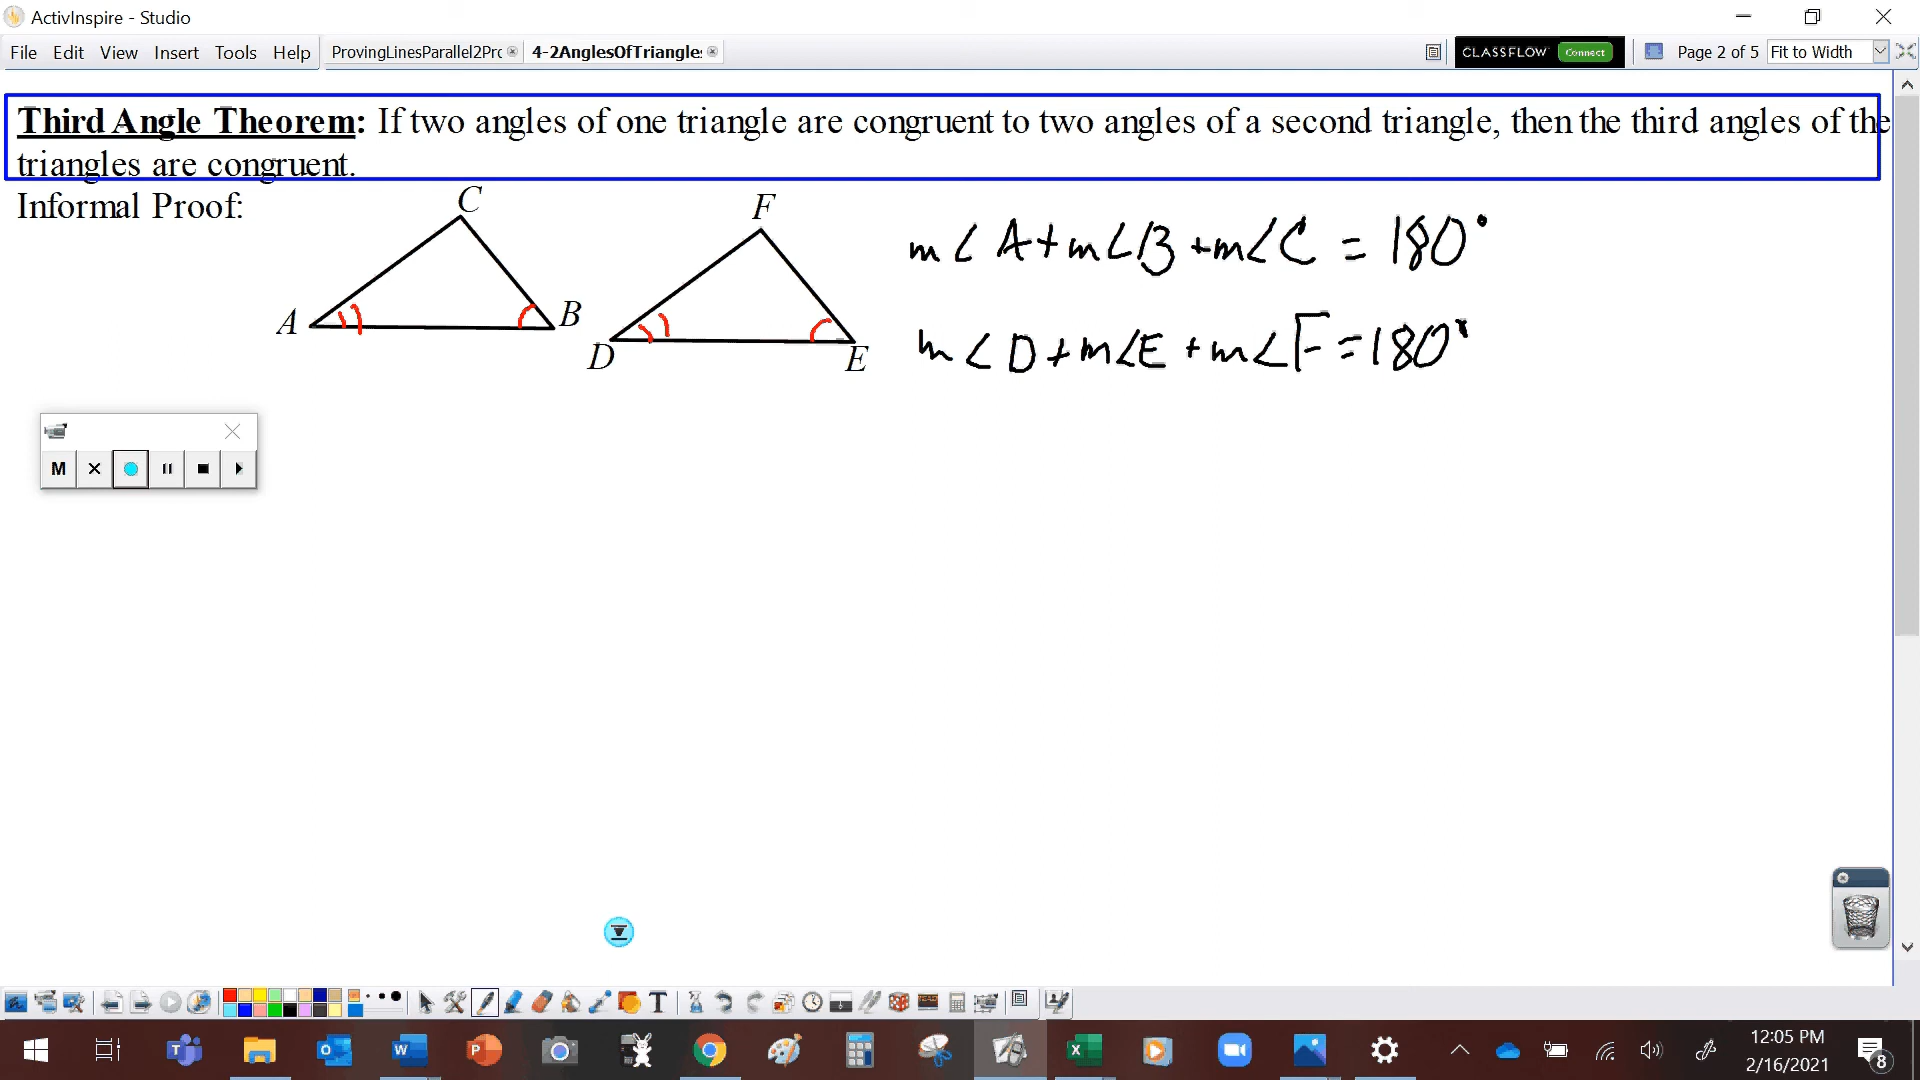 ActivInspire - Studio
File Edit View Insert Tools Help
ProvingLinesParallel2Prc
4-2AnglesOfTriangle:
CLASSFLOW Connect
Page 2 of 5
Fit to Width
Third Angle Theorem: If two angles of one triangle are congruent to two angles of a second triangle, then the third angles of the
triangles are congruent.
Informal Proof:
C
F
A
B
D
E
m∠A+m∠B+m∠C = 180°
m∠D+m∠E+m∠F=180°
M
12:05 PM
2/16/2021
8